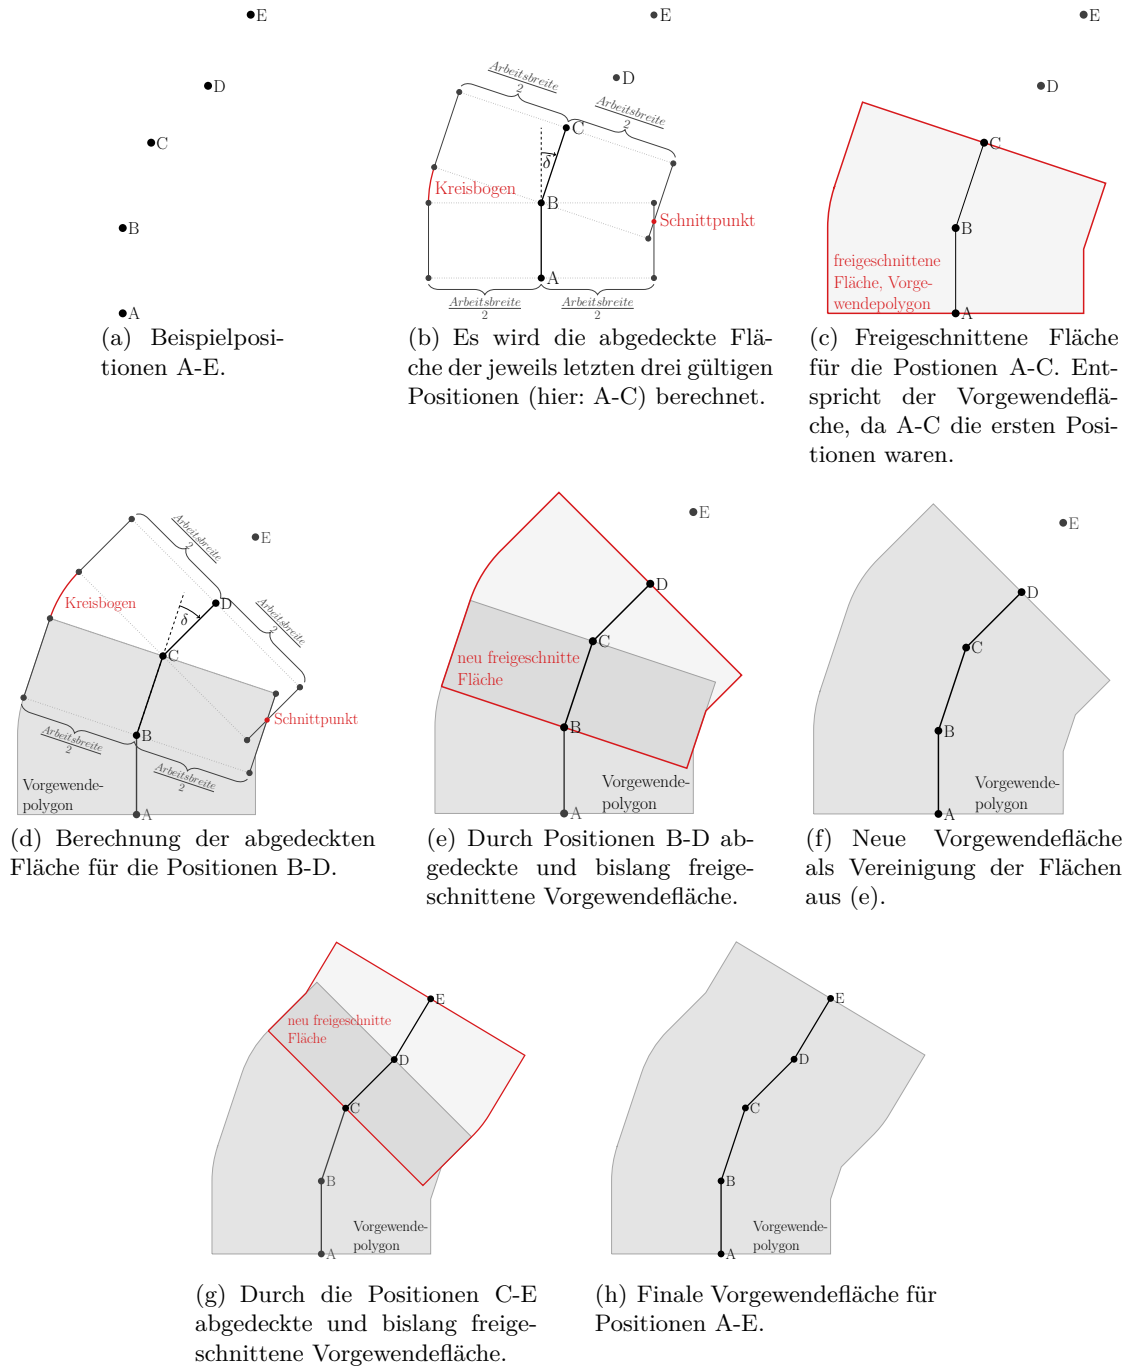 E
D
C
B
A
(a) Beispielposi-
tionen A-E.
E
D
Arbeitsbreite
2
Arbeitsbreite
2
C
δ
Kreisbogen
B
Schnittpunkt
A
Arbeitsbreite
2
Arbeitsbreite
2
(b) Es wird die abgedeckte Flä-
che der jeweils letzten drei gültigen
Positionen (hier: A-C) berechnet.
E
D
C
B
freigeschnittene
Fläche, Vorge-
wendepolygon
A
(c) Freigeschnittene Fläche
für die Postionen A-C. Ent-
spricht der Vorgewendeflä-
che, da A-C die ersten Posi-
tionen waren.
Arbeitsbreite
2
E
Kreisbogen
D
Arbeitsbreite
2
δ
C
Schnittpunkt
B
Arbeitsbreite
2
Arbeitsbreite
2
Vorgewende-
polygon
A
(d) Berechnung der abgedeckten
Fläche für die Positionen B-D.
E
D
C
neu freigeschnitte
Fläche
B
Vorgewende-
polygon
A
(e) Durch Positionen B-D ab-
gedeckte und bislang freige-
schnittene Vorgewendefläche.
E
D
C
B
Vorgewende-
polygon
A
(f) Neue Vorgewendefläche
als Vereinigung der Flächen
aus (e).
E
neu freigeschnitte
Fläche
D
C
B
Vorgewende-
polygon
A
(g) Durch die Positionen C-E
abgedeckte und bislang freige-
schnittene Vorgewendefläche.
E
D
C
B
Vorgewende-
polygon
A
(h) Finale Vorgewendefläche für
Positionen A-E.